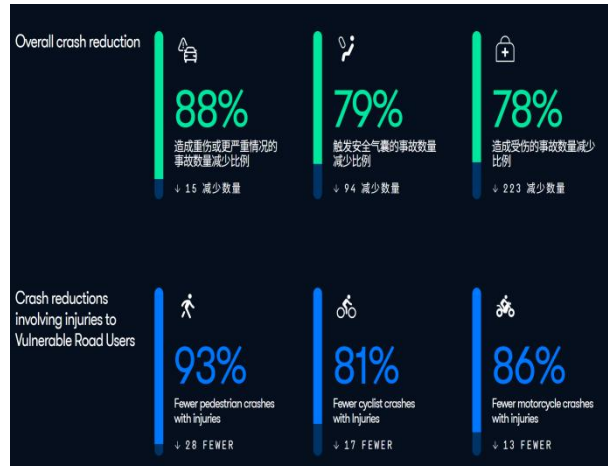 Overall crash reduction
88%
造成重伤或更严重情况的
事故数量减少比例
↓ 15 减少数量
79%
触发安全气囊的事故数量
减少比例
↓ 94 减少数量
78%
造成受伤的事故数量减少
比例
↓ 223 减少数量
Crash reductions
involving injuries to
Vulnerable Road Users
93%
Fewer pedestrian crashes
with injuries
↓ 28 FEWER
81%
Fewer cyclist crashes
with Injuries
↓ 17 FEWER
86%
Fewer motorcycle crashes
with injuries
↓ 13 FEWER